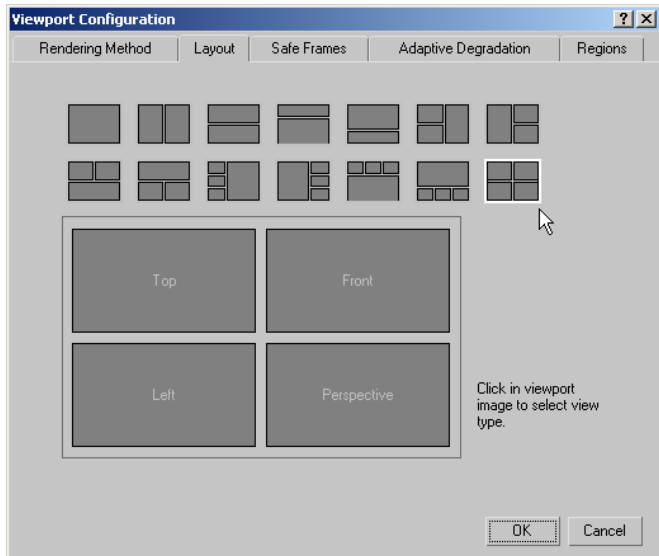 Viewport Configuration
Rendering Method Layout Safe Frames Adaptive Degradation Regions
Top Front
Left Perspective
Click in viewport
image to select view
type.
OK Cancel